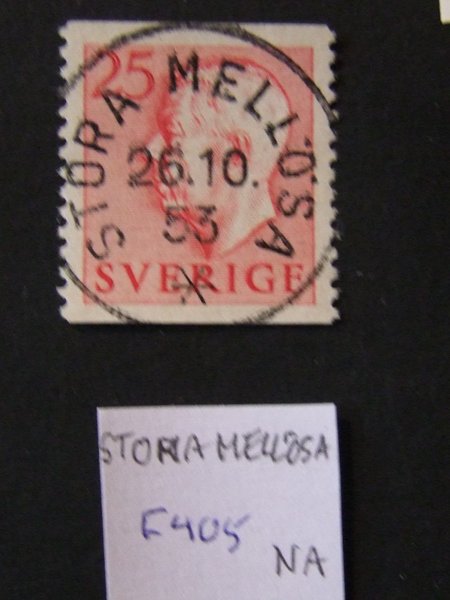 25
STORA MELLÖSA
26.10.
53
SVERIGE
STORA MELLÖSA
F405
NA